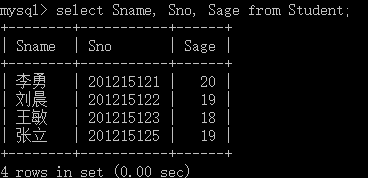 mysql> select Sname, Sno, Sage from Student;
+-------+-----------+------+
| Sname | Sno       | Sage |
+-------+-----------+------+
| 李勇  | 201215121 |   20 |
| 刘晨  | 201215122 |   19 |
| 王敏  | 201215123 |   18 |
| 张立  | 201215125 |   19 |
+-------+-----------+------+
4 rows in set (0.00 sec)